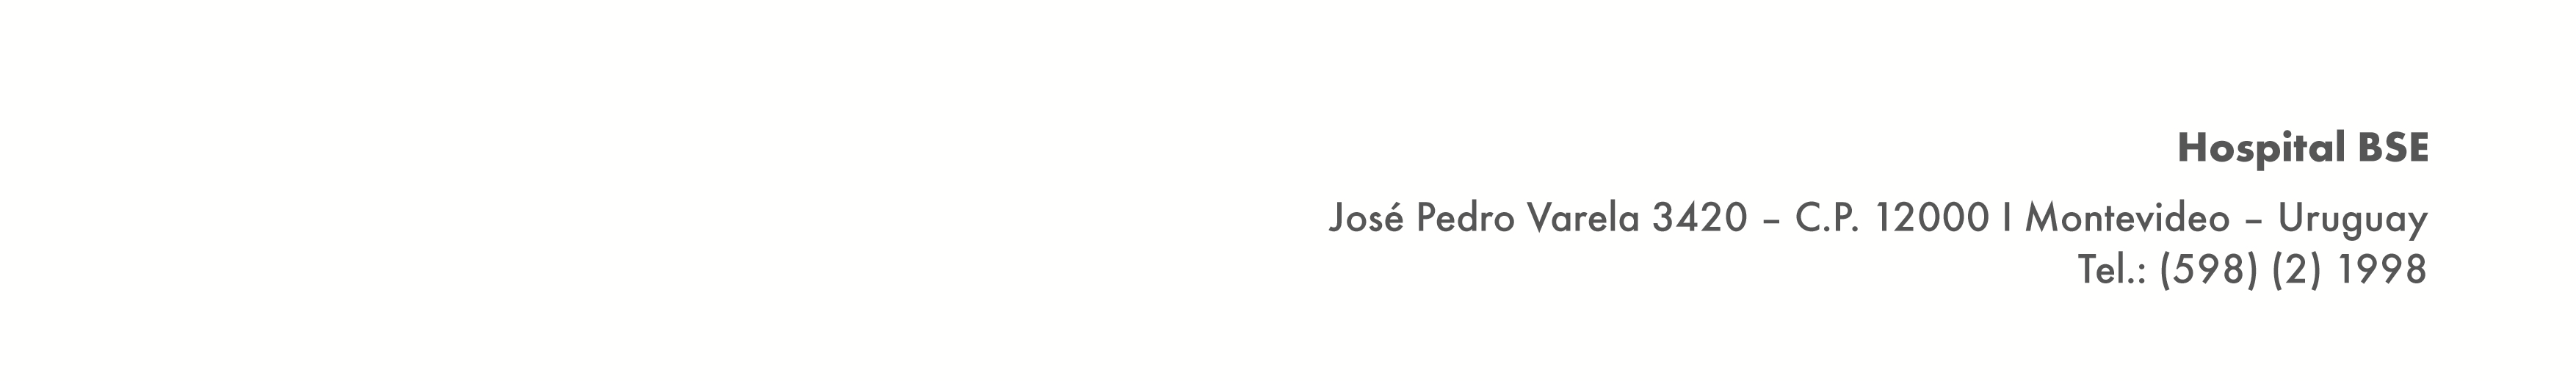 Hospital BSE
José Pedro Varela 3420 – C.P. 12000 I Montevideo – Uruguay
Tel.: (598) (2) 1998